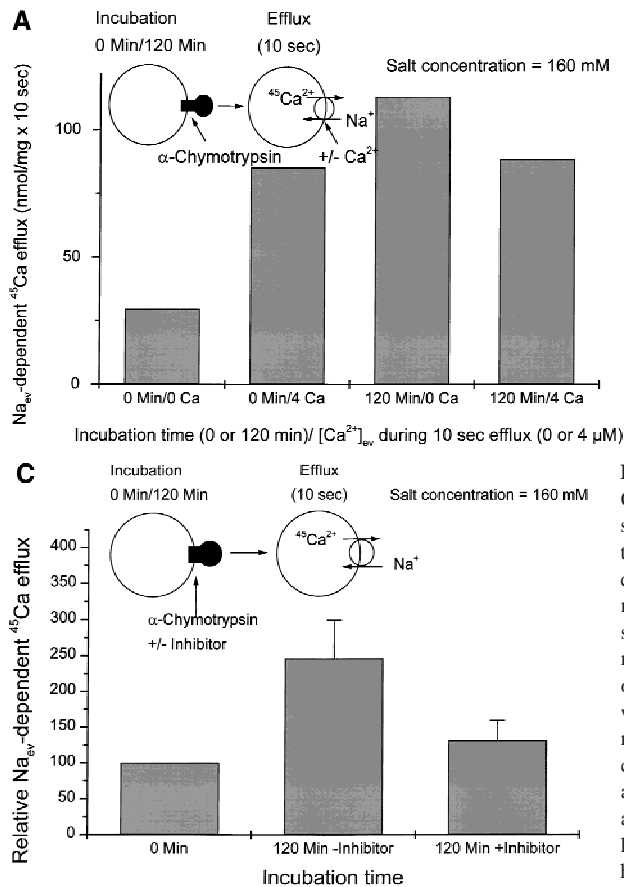 A
Incubation
0 Min/120 Min
Efflux
(10 sec)
Salt concentration = 160 mM
Na_ev-dependent ⁴⁵Ca efflux (nmol/mg x 10 sec)
100
50
0
⁴⁵Ca²⁺
Na⁺
α-Chymotrypsin
+/- Ca²⁺
0 Min/0 Ca
0 Min/4 Ca
120 Min/0 Ca
120 Min/4 Ca
Incubation time (0 or 120 min)/ [Ca²⁺]_ev during 10 sec efflux (0 or 4 µM)
C
Incubation
0 Min/120 Min
Efflux
(10 sec)
Salt concentration = 160 mM
Relative Na_ev-dependent ⁴⁵Ca efflux
400
350
300
250
200
150
100
50
0
⁴⁵Ca²⁺
Na⁺
α-Chymotrypsin
+/- Inhibitor
0 Min
120 Min -Inhibitor
120 Min +Inhibitor
Incubation time